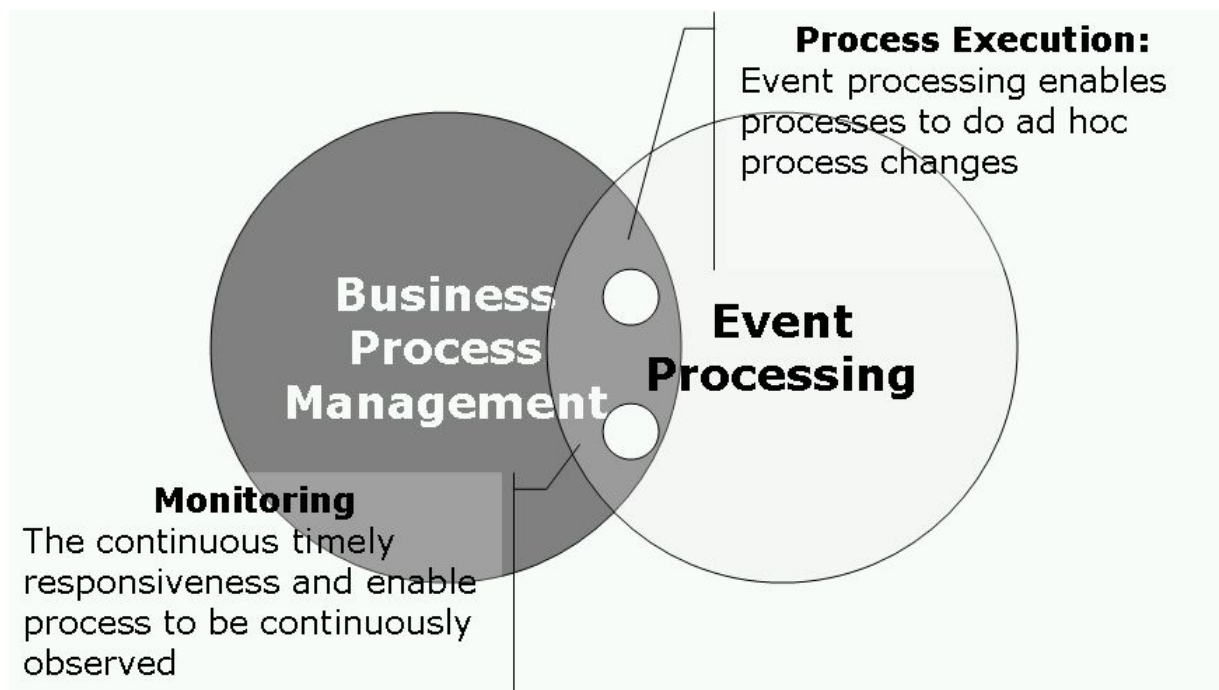 Process Execution:
Event processing enables
processes to do ad hoc
process changes
Business
Process
Management
Event
Processing
Monitoring
The continuous timely
responsiveness and enable
process to be continuously
observed